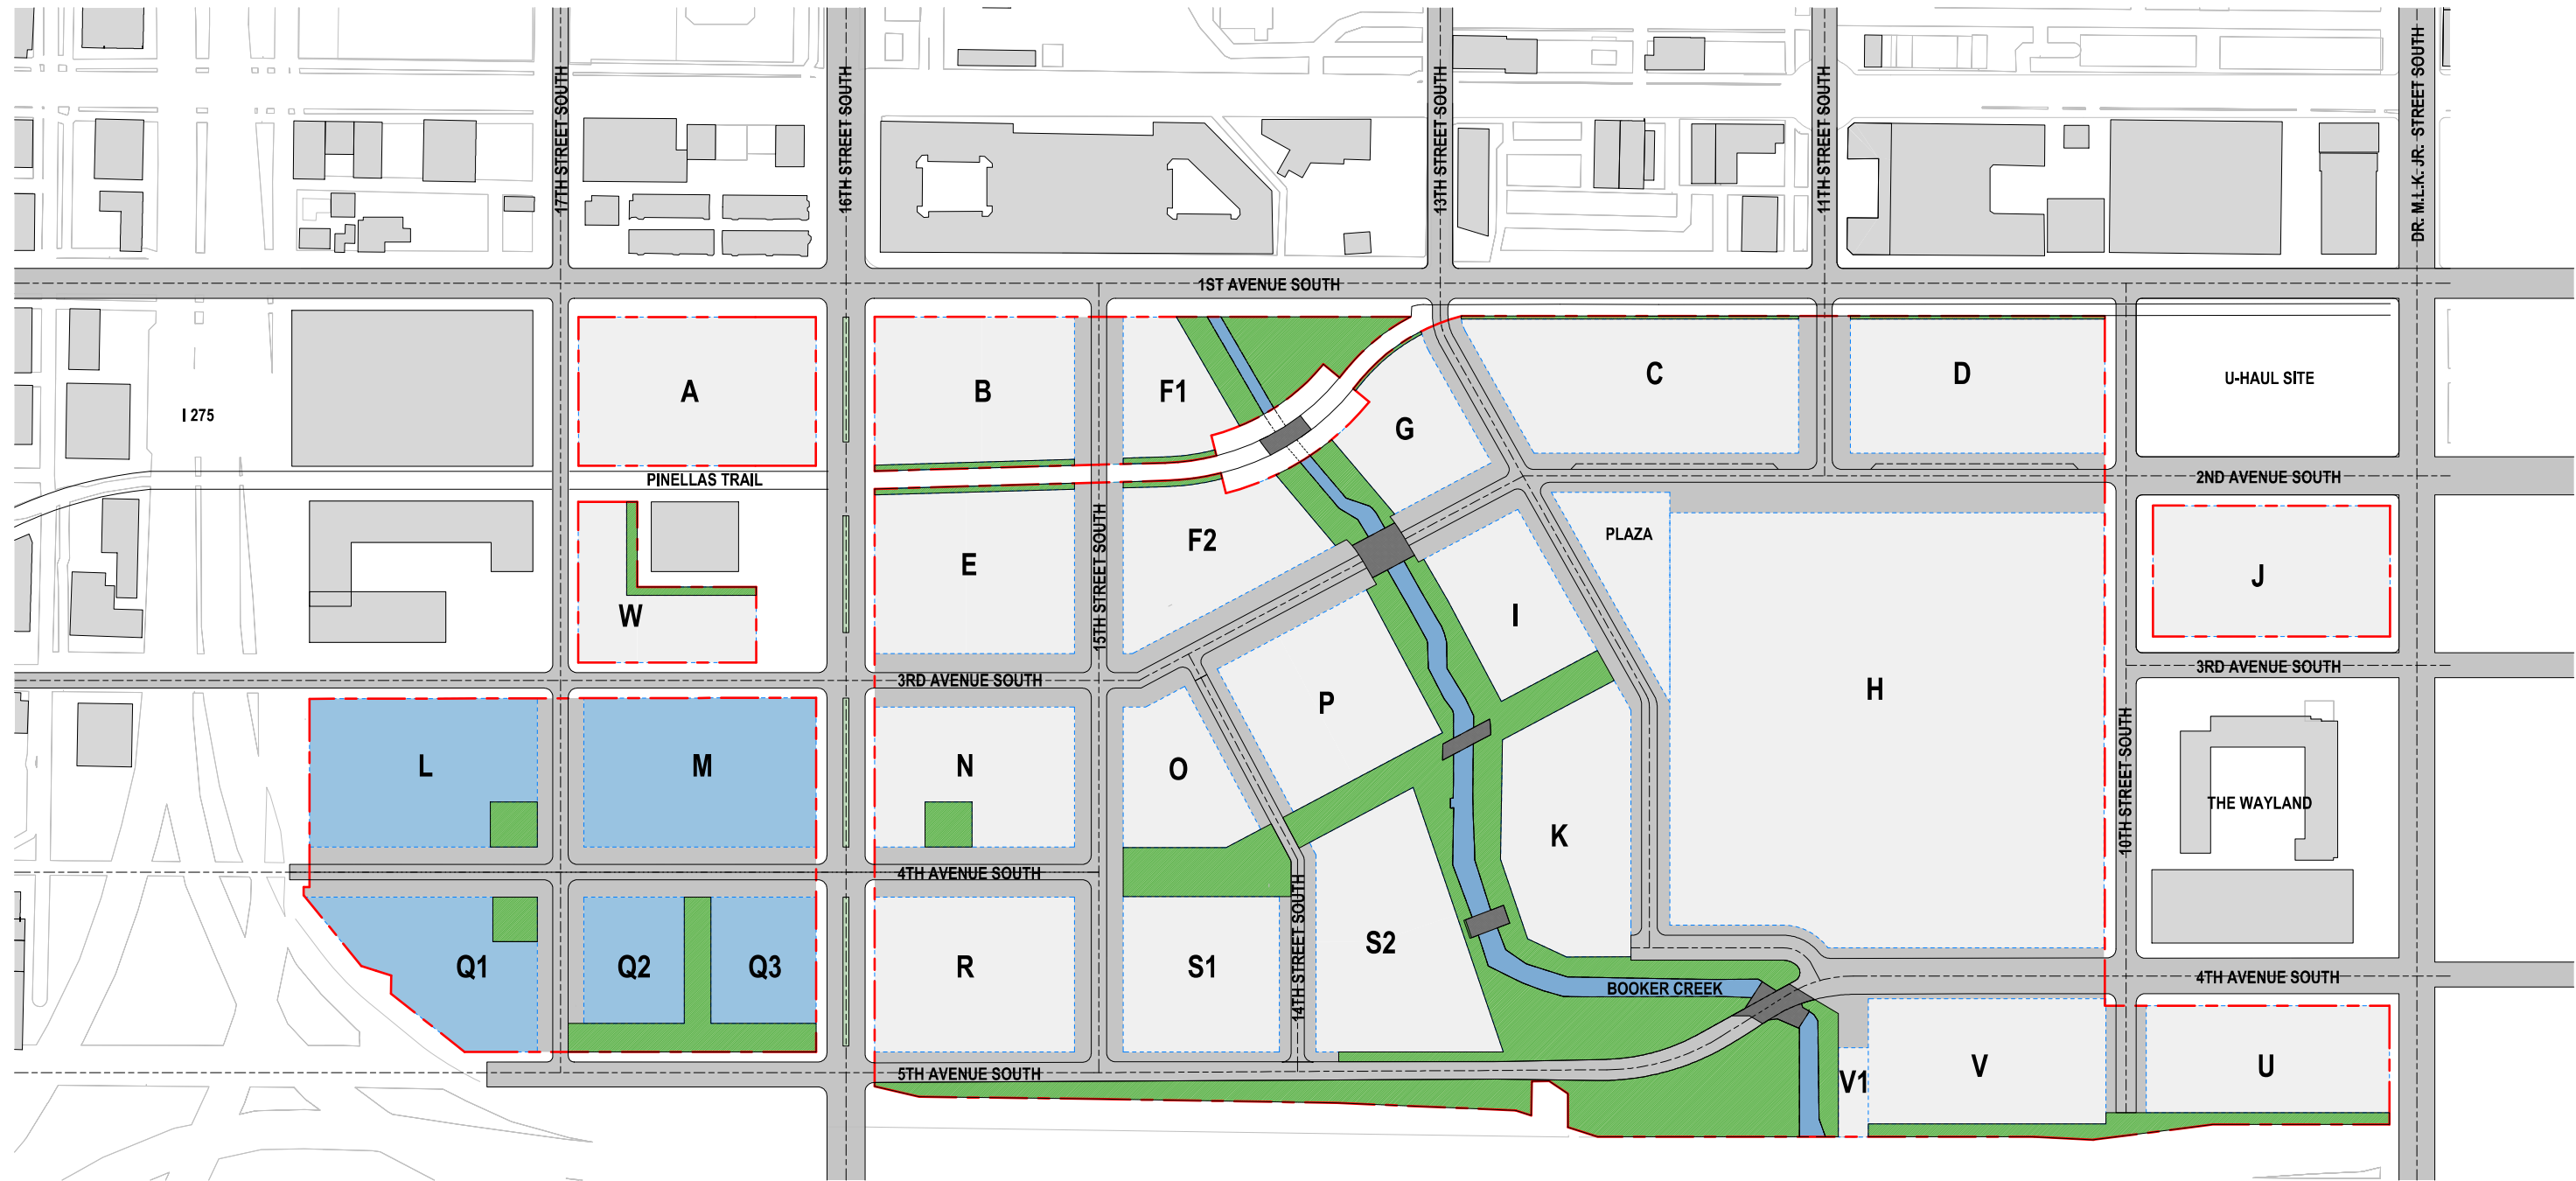 17TH STREET SOUTH
16TH STREET SOUTH
13TH STREET SOUTH
11TH STREET SOUTH
DR. M.L.K. JR. STREET SOUTH
1ST AVENUE SOUTH
I 275
A
B
F1
G
C
D
U-HAUL SITE
PINELLAS TRAIL
2ND AVENUE SOUTH
W
E
15TH STREET SOUTH
F2
I
PLAZA
J
3RD AVENUE SOUTH
3RD AVENUE SOUTH
L
M
N
O
P
K
H
10TH STREET SOUTH
THE WAYLAND
4TH AVENUE SOUTH
Q1
Q2
Q3
R
S1
14TH STREET SOUTH
S2
BOOKER CREEK
4TH AVENUE SOUTH
5TH AVENUE SOUTH
V1
V
U